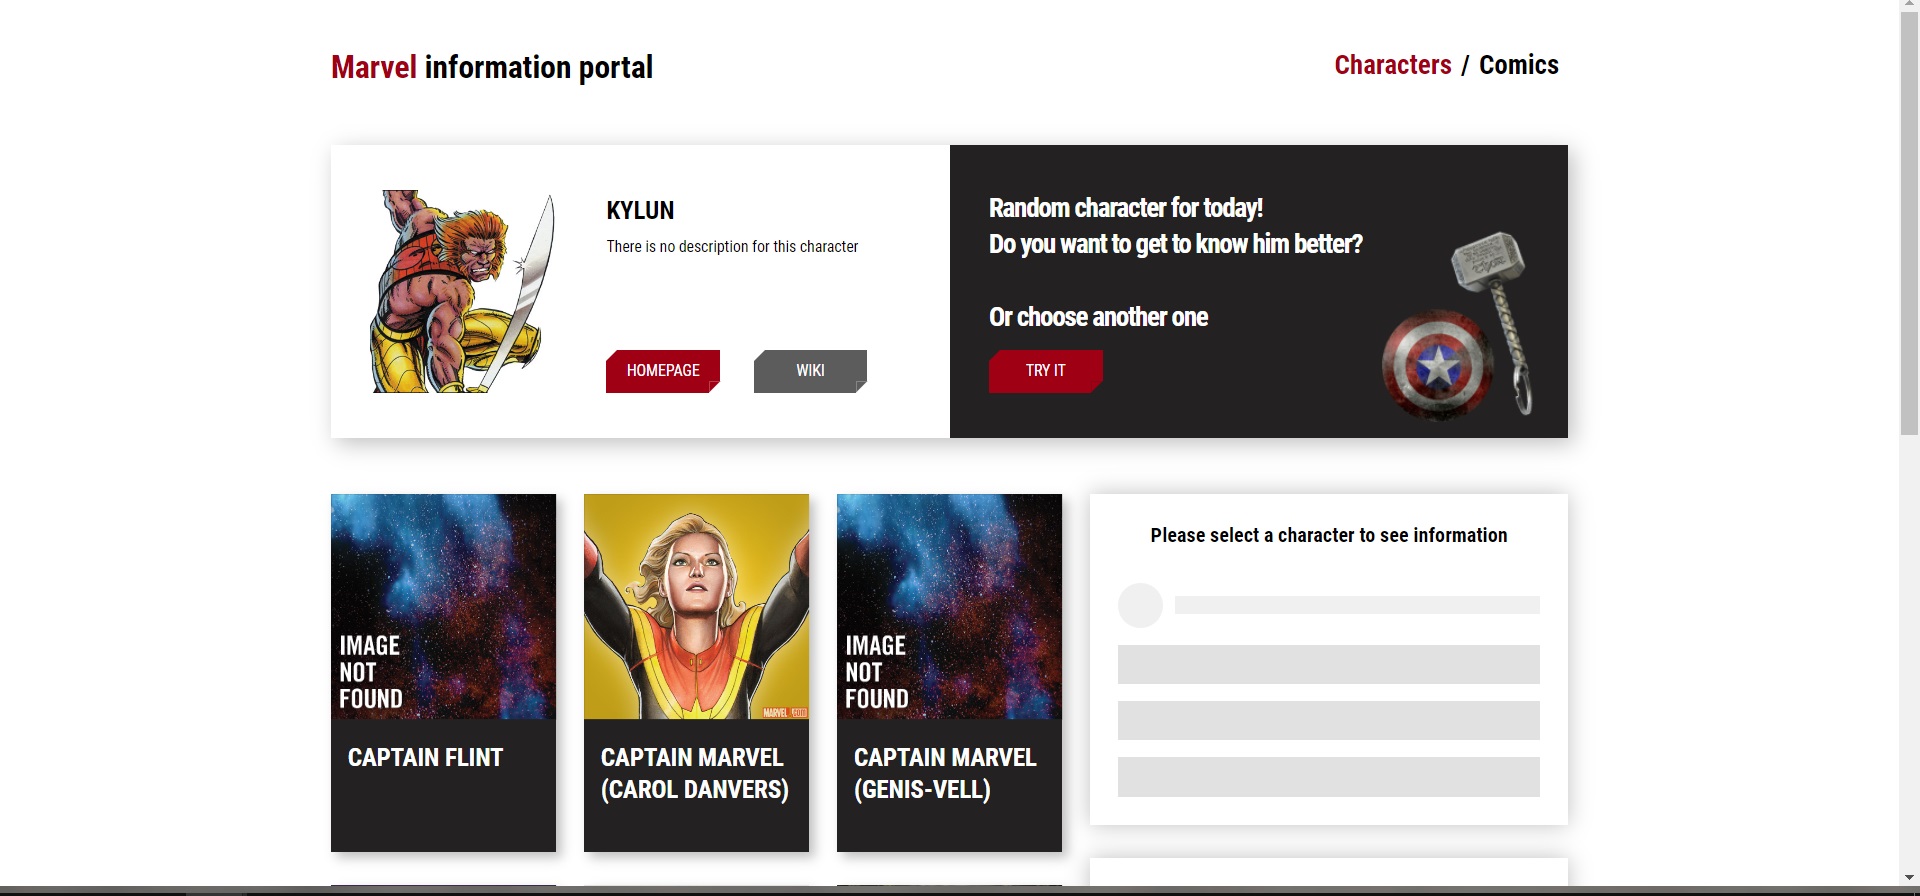 Marvel information portal
Characters / Comics
KYLUN
There is no description for this character
HOMEPAGE
WIKI
Random character for today!
Do you want to get to know him better?
Or choose another one
TRY IT
IMAGE
NOT
FOUND
CAPTAIN FLINT
MARVEL
CAPTAIN MARVEL
(CAROL DANVERS)
IMAGE
NOT
FOUND
CAPTAIN MARVEL
(GENIS-VELL)
Please select a character to see information